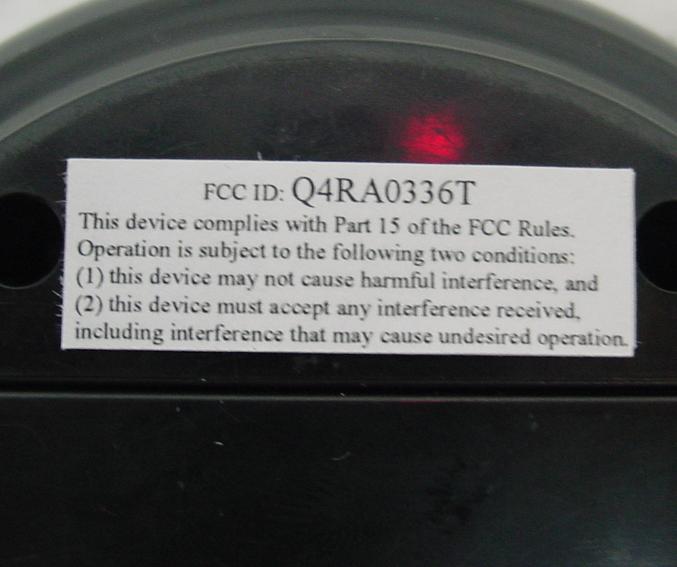 FCC ID: Q4RA0336T
This device complies with Part 15 of the FCC Rules.
Operation is subject to the following two conditions:
(1) this device may not cause harmful interference, and
(2) this device must accept any interference received,
including interference that may cause undesired operation.